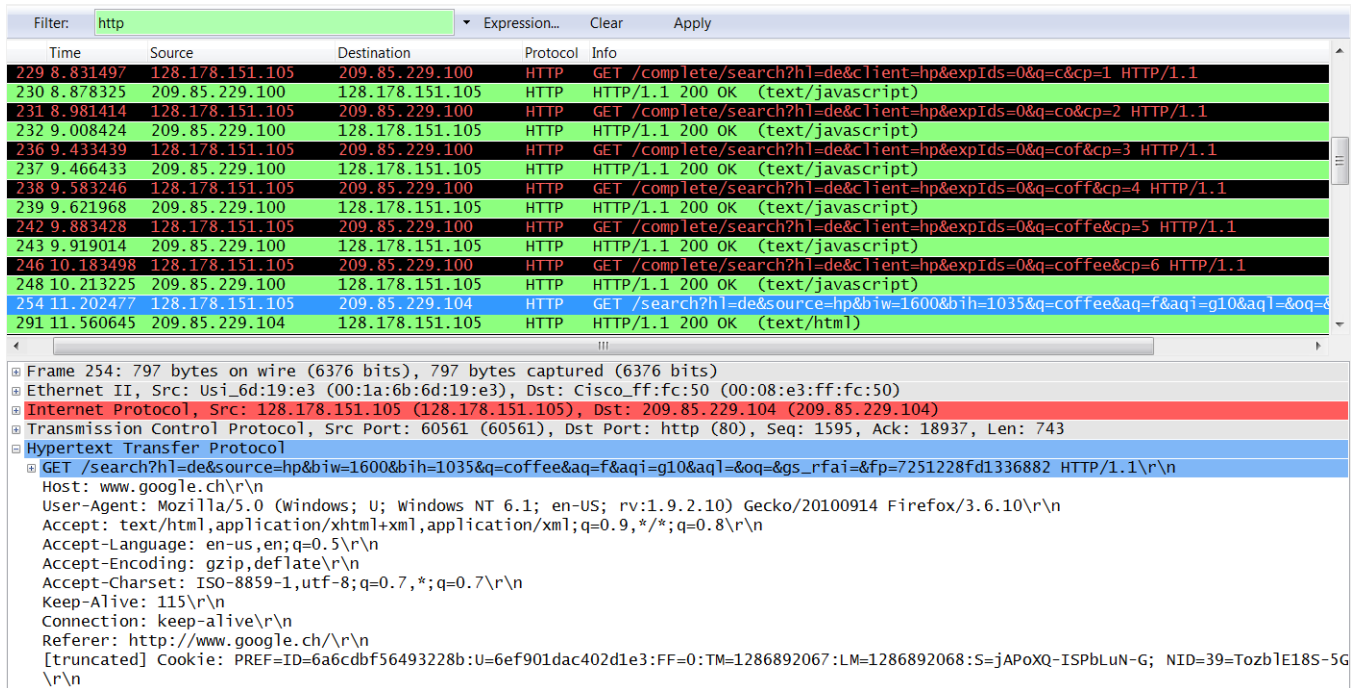 Filter: http Expression... Clear Apply
Time Source Destination Protocol Info
229 8.831497 128.178.151.105 209.85.229.100 HTTP GET /complete/search?hl=de&client=hp&expIds=0&q=c&cp=1 HTTP/1.1
230 8.878325 209.85.229.100 128.178.151.105 HTTP HTTP/1.1 200 OK (text/javascript)
231 8.981414 128.178.151.105 209.85.229.100 HTTP GET /complete/search?hl=de&client=hp&expIds=0&q=co&cp=2 HTTP/1.1
232 9.008424 209.85.229.100 128.178.151.105 HTTP HTTP/1.1 200 OK (text/javascript)
236 9.433439 128.178.151.105 209.85.229.100 HTTP GET /complete/search?hl=de&client=hp&expIds=0&q=cof&cp=3 HTTP/1.1
237 9.466433 209.85.229.100 128.178.151.105 HTTP HTTP/1.1 200 OK (text/javascript)
238 9.583246 128.178.151.105 209.85.229.100 HTTP GET /complete/search?hl=de&client=hp&expIds=0&q=coff&cp=4 HTTP/1.1
239 9.621968 209.85.229.100 128.178.151.105 HTTP HTTP/1.1 200 OK (text/javascript)
242 9.883428 128.178.151.105 209.85.229.100 HTTP GET /complete/search?hl=de&client=hp&expIds=0&q=coffe&cp=5 HTTP/1.1
243 9.919014 209.85.229.100 128.178.151.105 HTTP HTTP/1.1 200 OK (text/javascript)
246 10.183498 128.178.151.105 209.85.229.100 HTTP GET /complete/search?hl=de&client=hp&expIds=0&q=coffee&cp=6 HTTP/1.1
248 10.213225 209.85.229.100 128.178.151.105 HTTP HTTP/1.1 200 OK (text/javascript)
254 11.202477 128.178.151.105 209.85.229.104 HTTP GET /search?hl=de&source=hp&biw=1600&bih=1035&q=coffee&aq=f&aqi=g10&aql=&oq=&
291 11.560645 209.85.229.104 128.178.151.105 HTTP HTTP/1.1 200 OK (text/html)
Frame 254: 797 bytes on wire (6376 bits), 797 bytes captured (6376 bits)
Ethernet II, Src: Usi_6d:19:e3 (00:1a:6b:6d:19:e3), Dst: Cisco_ff:fc:50 (00:08:e3:ff:fc:50)
Internet Protocol, Src: 128.178.151.105 (128.178.151.105), Dst: 209.85.229.104 (209.85.229.104)
Transmission Control Protocol, Src Port: 60561 (60561), Dst Port: http (80), Seq: 1595, Ack: 18937, Len: 743
Hypertext Transfer Protocol
GET /search?hl=de&source=hp&biw=1600&bih=1035&q=coffee&aq=f&aqi=g10&aql=&oq=&gs_rfai=&fp=7251228fd1336882 HTTP/1.1\r\n
Host: www.google.ch\r\n
User-Agent: Mozilla/5.0 (Windows; U; Windows NT 6.1; en-US; rv:1.9.2.10) Gecko/20100914 Firefox/3.6.10\r\n
Accept: text/html,application/xhtml+xml,application/xml;q=0.9,*/*;q=0.8\r\n
Accept-Language: en-us,en;q=0.5\r\n
Accept-Encoding: gzip,deflate\r\n
Accept-Charset: ISO-8859-1,utf-8;q=0.7,*;q=0.7\r\n
Keep-Alive: 115\r\n
Connection: keep-alive\r\n
Referer: http://www.google.ch/\r\n
[truncated] Cookie: PREF=ID=6a6cdbf56493228b:U=6ef901dac402d1e3:FF=0:TM=1286892067:LM=1286892068:S=jAPoXQ-ISPbLuN-G; NID=39=TozblE18S-5G
\r\n